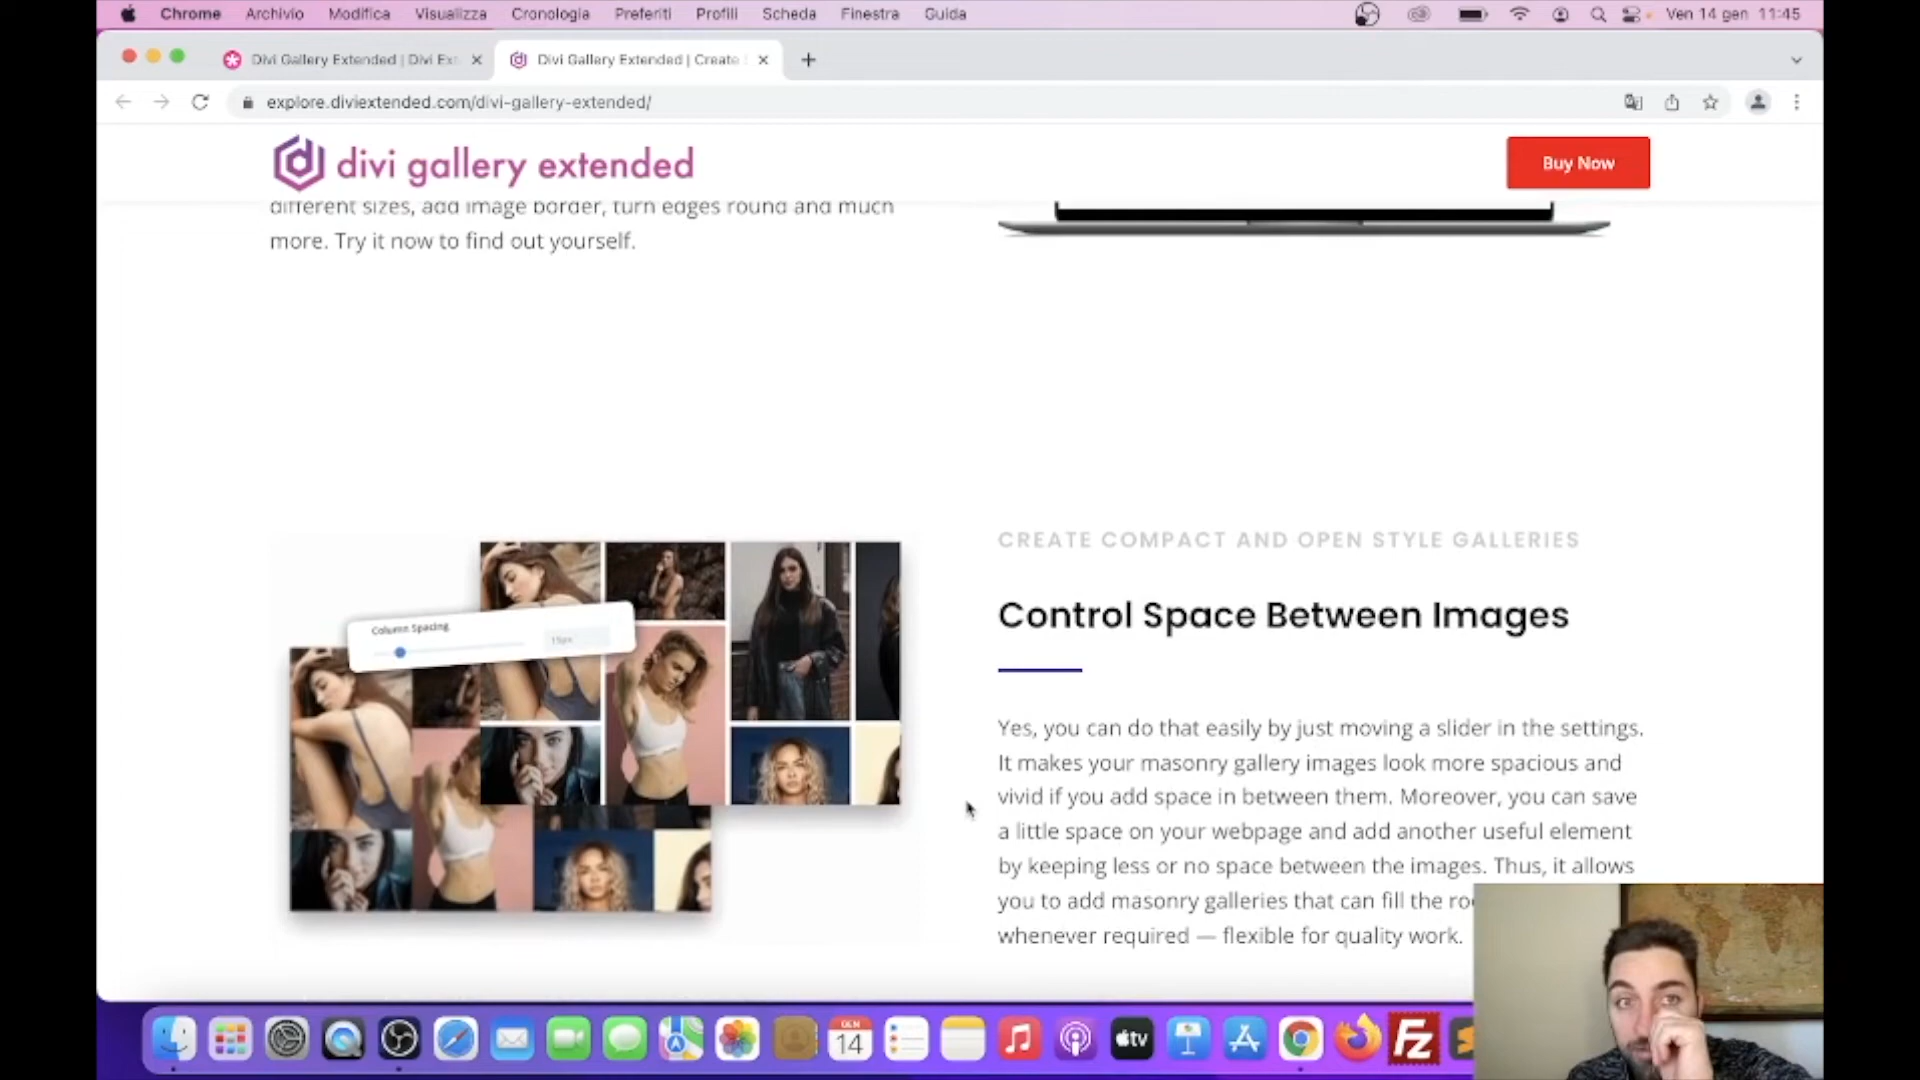 Chrome Archivio Modifica Visualizza Cronologia Preferiti Profili Scheda Finestra Guida Ven 14 gen 11:45
Divi Gallery Extended | Divi Ext
Divi Gallery Extended | Create
explore.diviextended.com/divi-gallery-extended/
divi gallery extended
Buy Now
different sizes, add image border, turn edges round and much
more. Try it now to find out yourself.
Column Spacing
CREATE COMPACT AND OPEN STYLE GALLERIES
Control Space Between Images
Yes, you can do that easily by just moving a slider in the settings.
It makes your masonry gallery images look more spacious and
vivid if you add space in between them. Moreover, you can save
a little space on your webpage and add another useful element
by keeping less or no space between the images. Thus, it allows
you to add masonry galleries that can fill the
whenever required — flexible for quality work.
GEN
14
tv
FZ